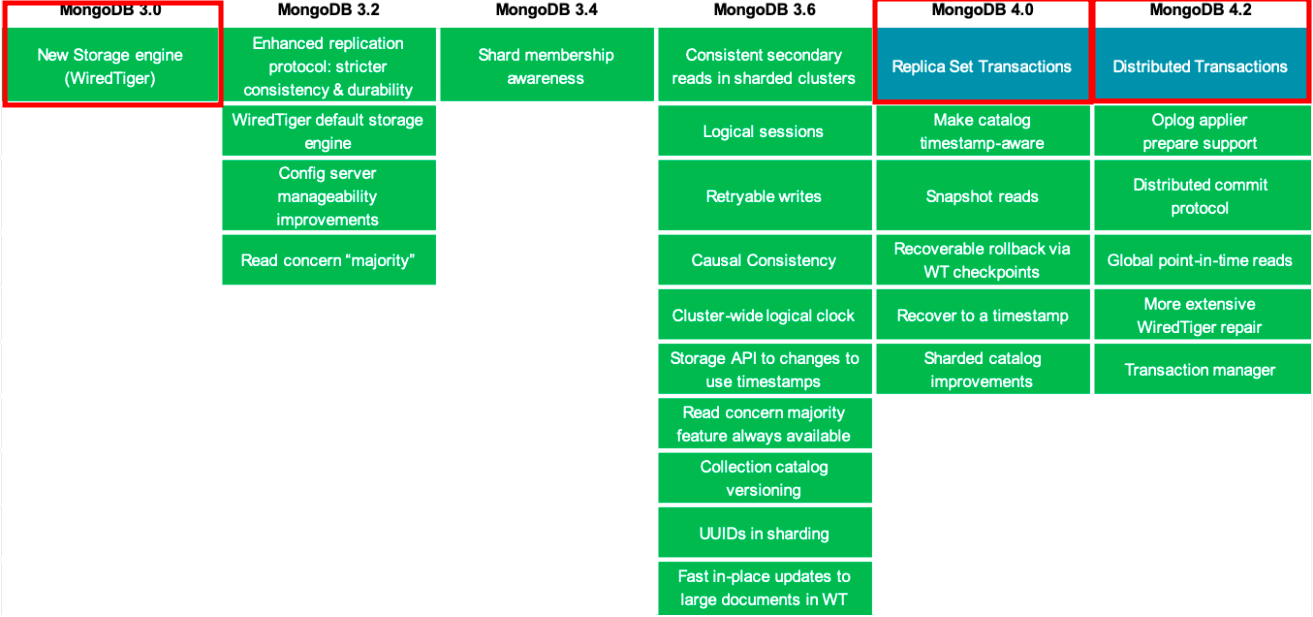 MongoDB 3.0
MongoDB 3.2
MongoDB 3.4
MongoDB 3.6
MongoDB 4.0
MongoDB 4.2
New Storage engine
(WiredTiger)
Enhanced replication
protocol: stricter
consistency & durability
Shard membership
awareness
Consistent secondary
reads in sharded clusters
Replica Set Transactions
Distributed Transactions
WiredTiger default storage
engine
Logical sessions
Make catalog
timestamp-aware
Oplog applier
prepare support
Config server
manageability
improvements
Retryable writes
Snapshot reads
Distributed commit
protocol
Read concern “majority”
Causal Consistency
Recoverable rollback via
WT checkpoints
Global point-in-time reads
Cluster-wide logical clock
Recover to a timestamp
More extensive
WiredTiger repair
Storage API to changes to
use timestamps
Sharded catalog
improvements
Transaction manager
Read concern majority
feature always available
Collection catalog
versioning
UUIDs in sharding
Fast in-place updates to
large documents in WT